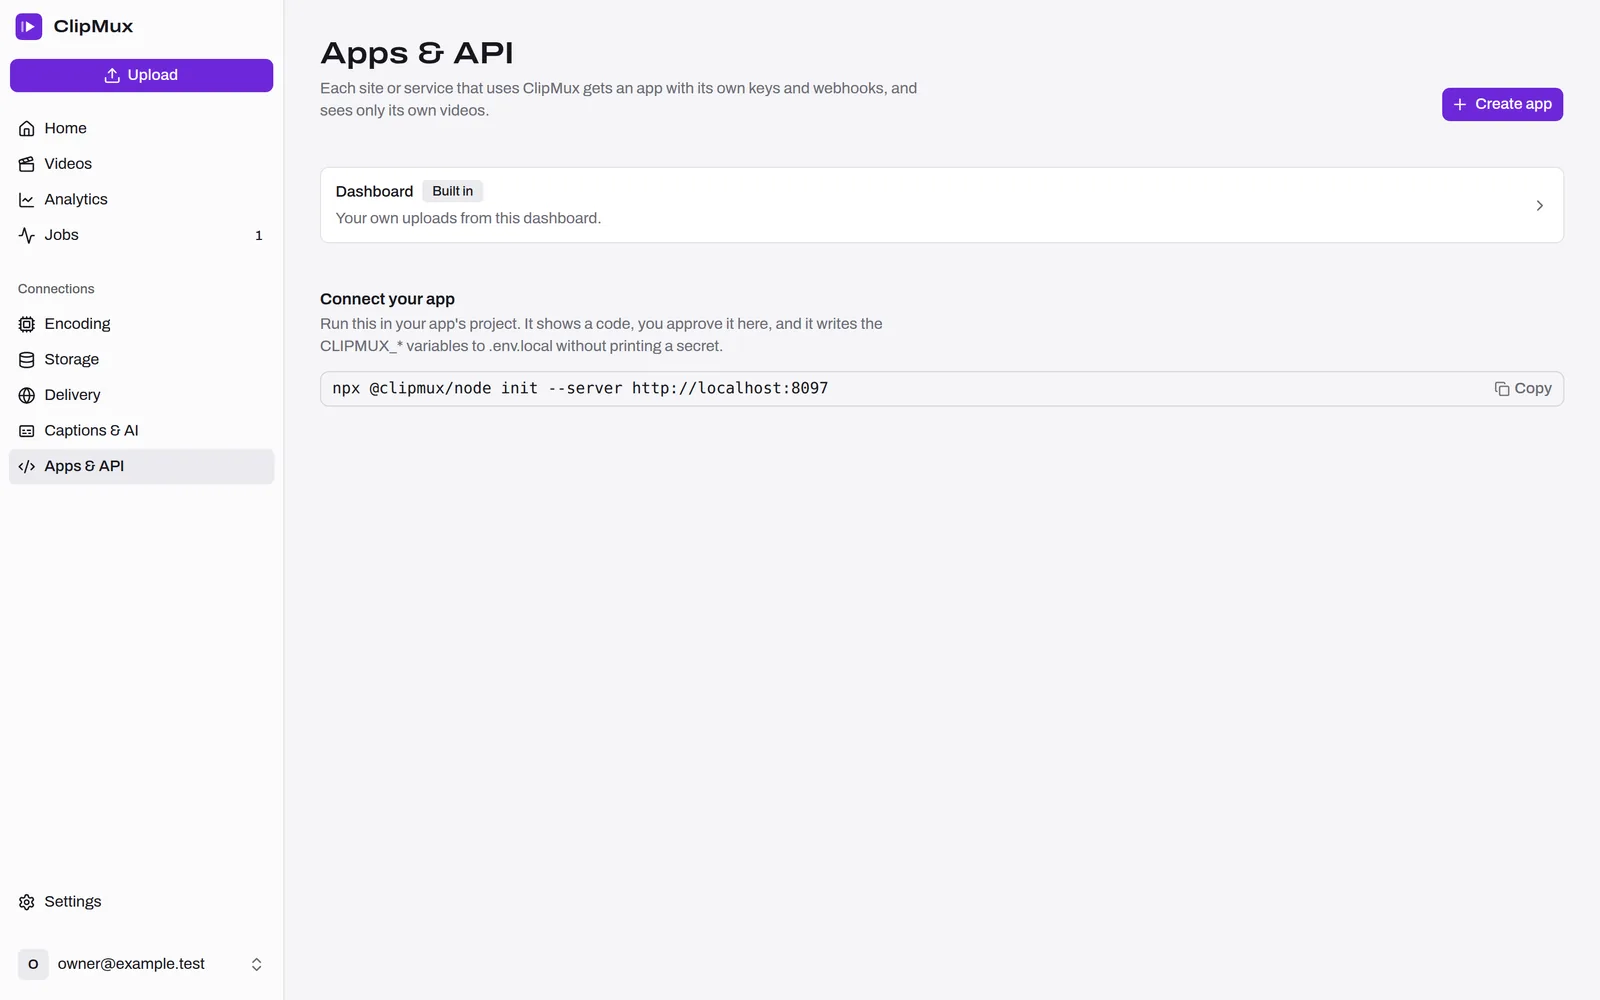 ClipMux
Upload
Home
Videos
Analytics
Jobs 1
Connections
Encoding
Storage
Delivery
Captions & AI
Apps & API
Settings
O owner@example.test
Apps & API
Each site or service that uses ClipMux gets an app with its own keys and webhooks, and
sees only its own videos.
Create app
Dashboard Built in
Your own uploads from this dashboard.
Connect your app
Run this in your app's project. It shows a code, you approve it here, and it writes the
CLIPMUX_* variables to .env.local without printing a secret.
npx @clipmux/node init --server http://localhost:8097 Copy